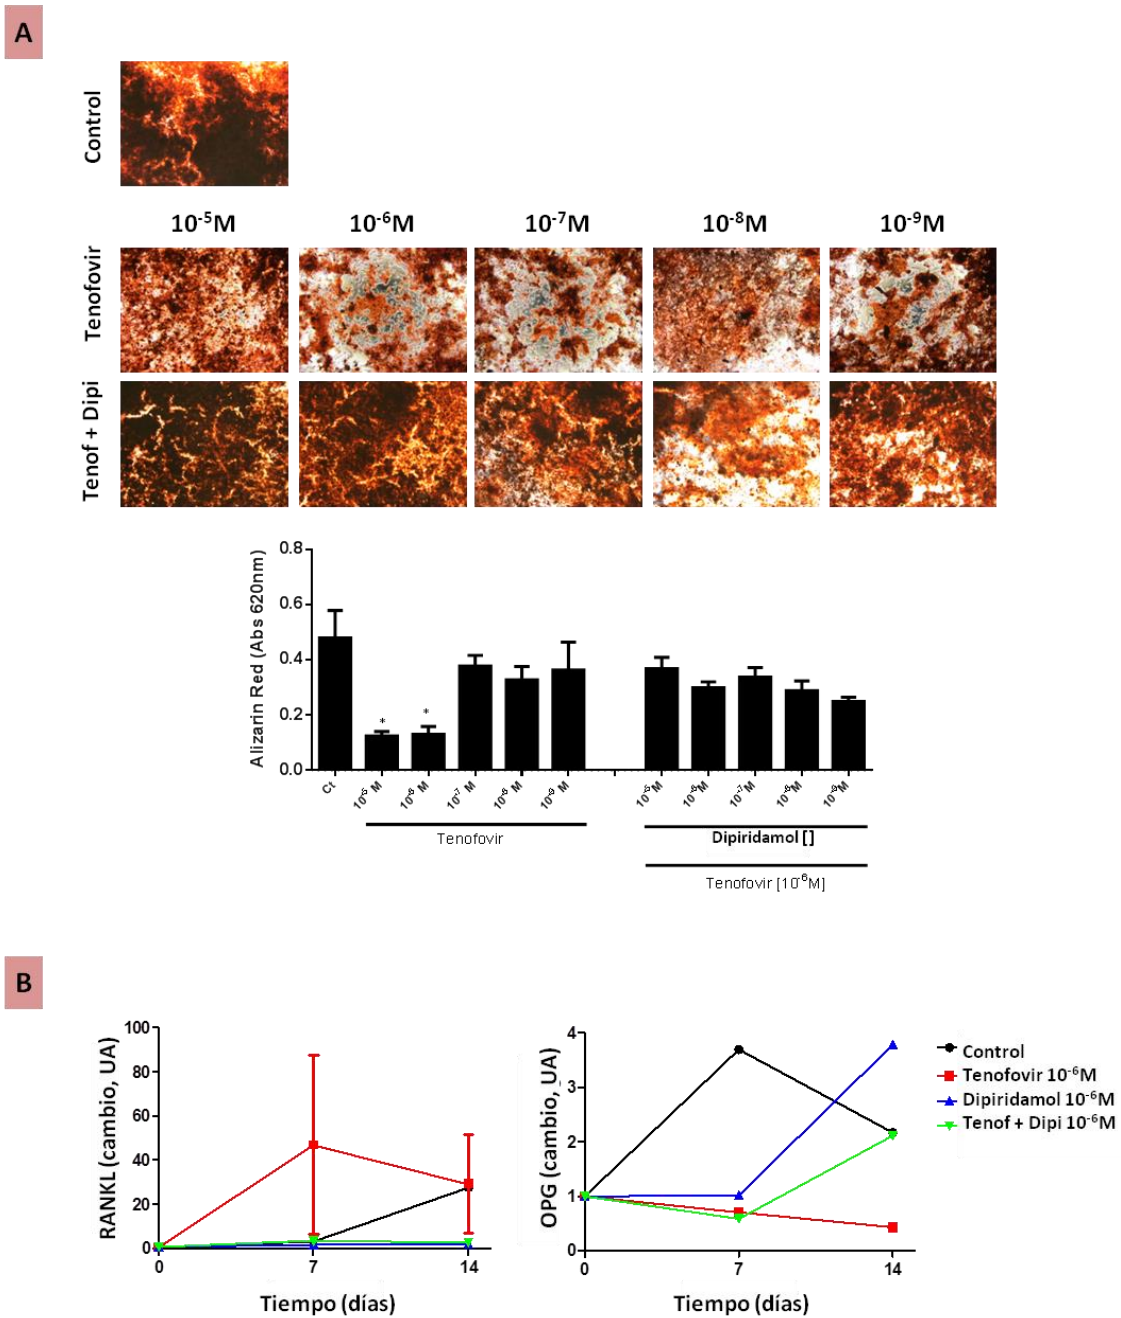 A
Control
10-5M 10-6M 10-7M 10-8M 10-9M
Tenofovir
Tenof + Dipi
Alizarin Red (Abs 620nm)
0.8
0.6
0.4
0.2
0.0
* *
Ct 10-5 M 10-6 M 10-7 M 10-8 M 10-9 M 10-5M 10-6M 10-7M 10-8M 10-9M
Tenofovir
Dipiridamol []
Tenofovir [10-6M]
B
RANKL (cambio, UA)
100
80
60
40
20
0
0 7 14
Tiempo (días)
OPG (cambio, UA)
4
3
2
1
0
0 7 14
Tiempo (días)
Control
Tenofovir 10-6M
Dipiridamol 10-6M
Tenof + Dipi 10-6M